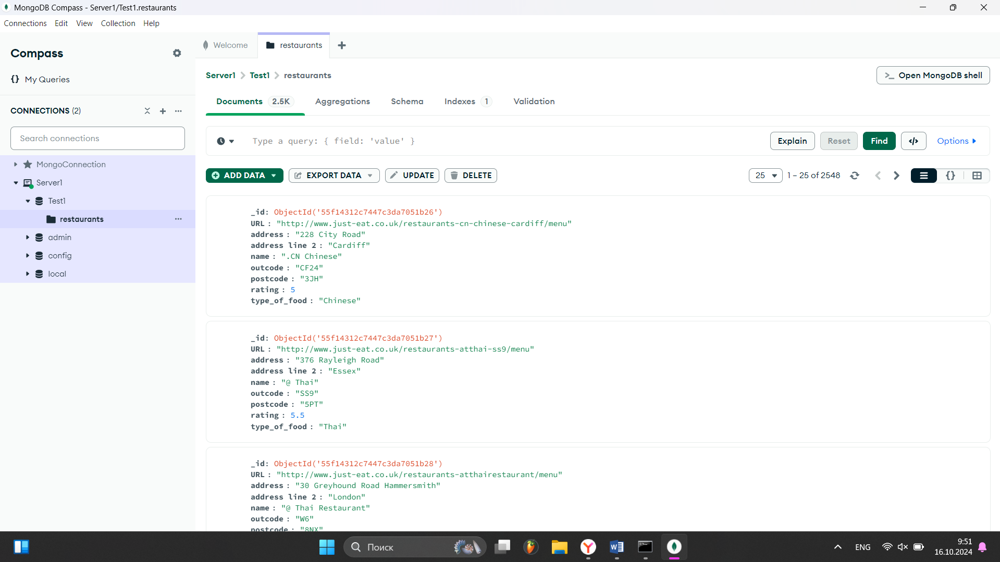 MongoDB Compass - Server1/Test1.restaurants
Connections Edit View Collection Help
Compass
{} My Queries
CONNECTIONS (2)
Search connections
MongoConnection
Server1
Test1
restaurants
admin
config
local
Welcome
restaurants
Server1 > Test1 > restaurants
>_ Open MongoDB shell
Documents 2.5K Aggregations Schema Indexes 1 Validation
Type a query: { field: 'value' }
Explain Reset Find </> Options
ADD DATA EXPORT DATA UPDATE DELETE
25 1 – 25 of 2548 {}
_id: ObjectId('55f14312c7447c3da7051b26')
URL : "http://www.just-eat.co.uk/restaurants-cn-chinese-cardiff/menu"
address : "228 City Road"
address line 2 : "Cardiff"
name : ".CN Chinese"
outcode : "CF24"
postcode : "3JH"
rating : 5
type_of_food : "Chinese"
_id: ObjectId('55f14312c7447c3da7051b27')
URL : "http://www.just-eat.co.uk/restaurants-atthai-ss9/menu"
address : "376 Rayleigh Road"
address line 2 : "Essex"
name : "@ Thai"
outcode : "SS9"
postcode : "5PT"
rating : 5.5
type_of_food : "Thai"
_id: ObjectId('55f14312c7447c3da7051b28')
URL : "http://www.just-eat.co.uk/restaurants-atthairestaurant/menu"
address : "30 Greyhound Road Hammersmith"
address line 2 : "London"
name : "@ Thai Restaurant"
outcode : "W6"
postcode : "8NX"
Поиск
ENG
9:51
16.10.2024